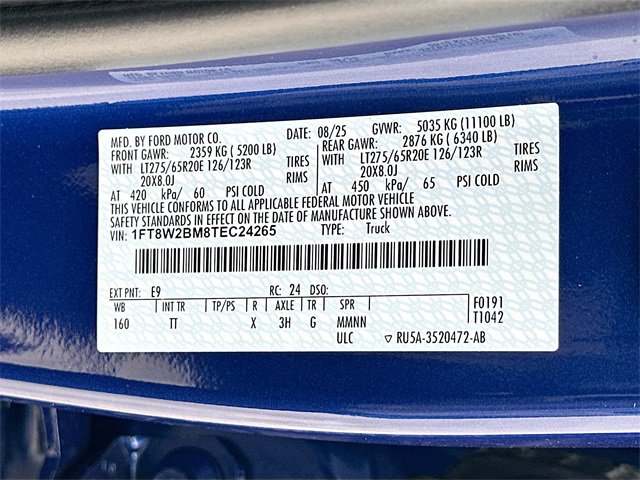 MFD. BY FORD MOTOR CO. DATE: 08/25 GVWR: 5035 KG (11100 LB)
FRONT GAWR: 2359 KG ( 5200 LB) REAR GAWR: 2876 KG ( 6340 LB)
WITH LT275/65R20E 126/123R TIRES WITH LT275/65R20E 126/123R TIRES
20X8.0J RIMS 20X8.0J RIMS
AT 420 kPa/ 60 PSI COLD AT 450 kPa/ 65 PSI COLD
THIS VEHICLE CONFORMS TO ALL APPLICABLE FEDERAL MOTOR VEHICLE
SAFETY STANDARDS IN EFFECT ON THE DATE OF MANUFACTURE SHOWN ABOVE.
VIN: 1FT8W2BM8TEC24265 TYPE: Truck
EXT PNT: E9 RC: 24 DSO:
WB INT TR TP/PS R AXLE TR SPR F0191
160 TT X 3H G MMNN T1042
ULC ▽ RU5A-3520472-AB